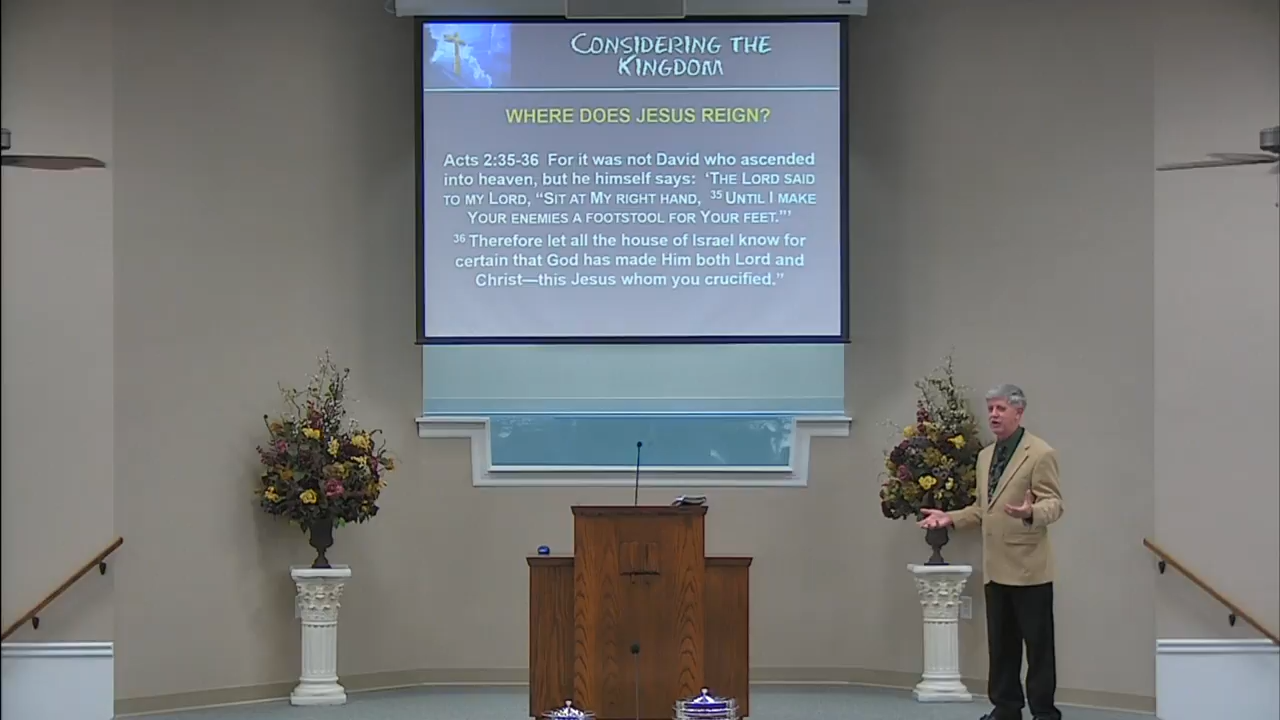 CONSIDERING THE
KINGDOM
WHERE DOES JESUS REIGN?
Acts 2:35-36 For it was not David who ascended
into heaven, but he himself says: ‘THE LORD SAID
TO MY LORD, “SIT AT MY RIGHT HAND, 35 UNTIL I MAKE
YOUR ENEMIES A FOOTSTOOL FOR YOUR FEET.”’
36 Therefore let all the house of Israel know for
certain that God has made Him both Lord and
Christ—this Jesus whom you crucified.”